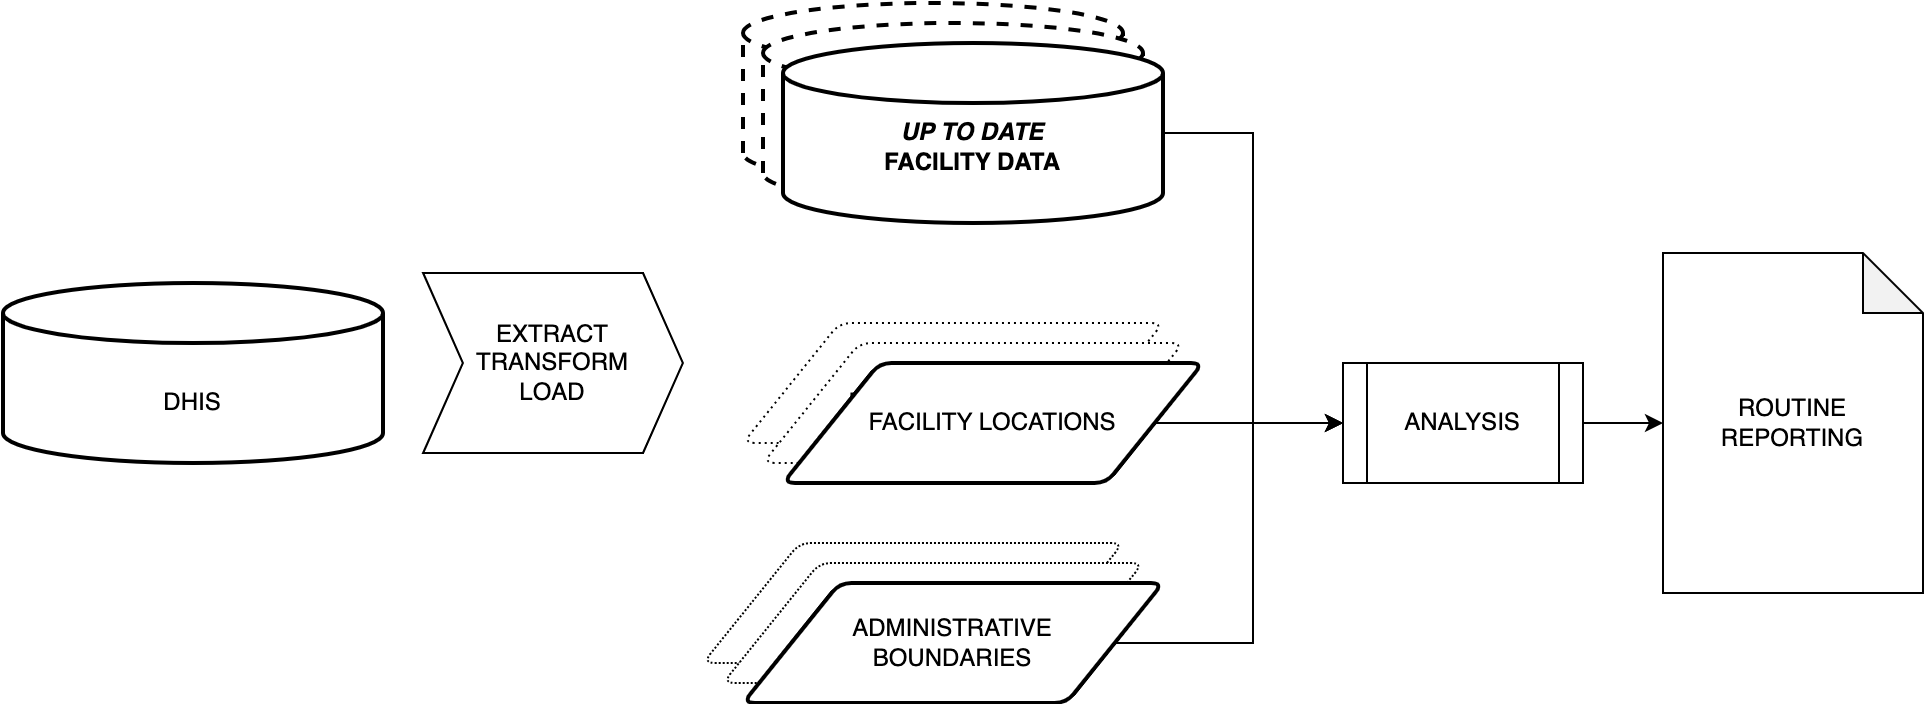 DHIS
EXTRACT
TRANSFORM
LOAD
UP TO DATE
FACILITY DATA
FACILITY LOCATIONS
ADMINISTRATIVE
BOUNDARIES
ANALYSIS
ROUTINE
REPORTING